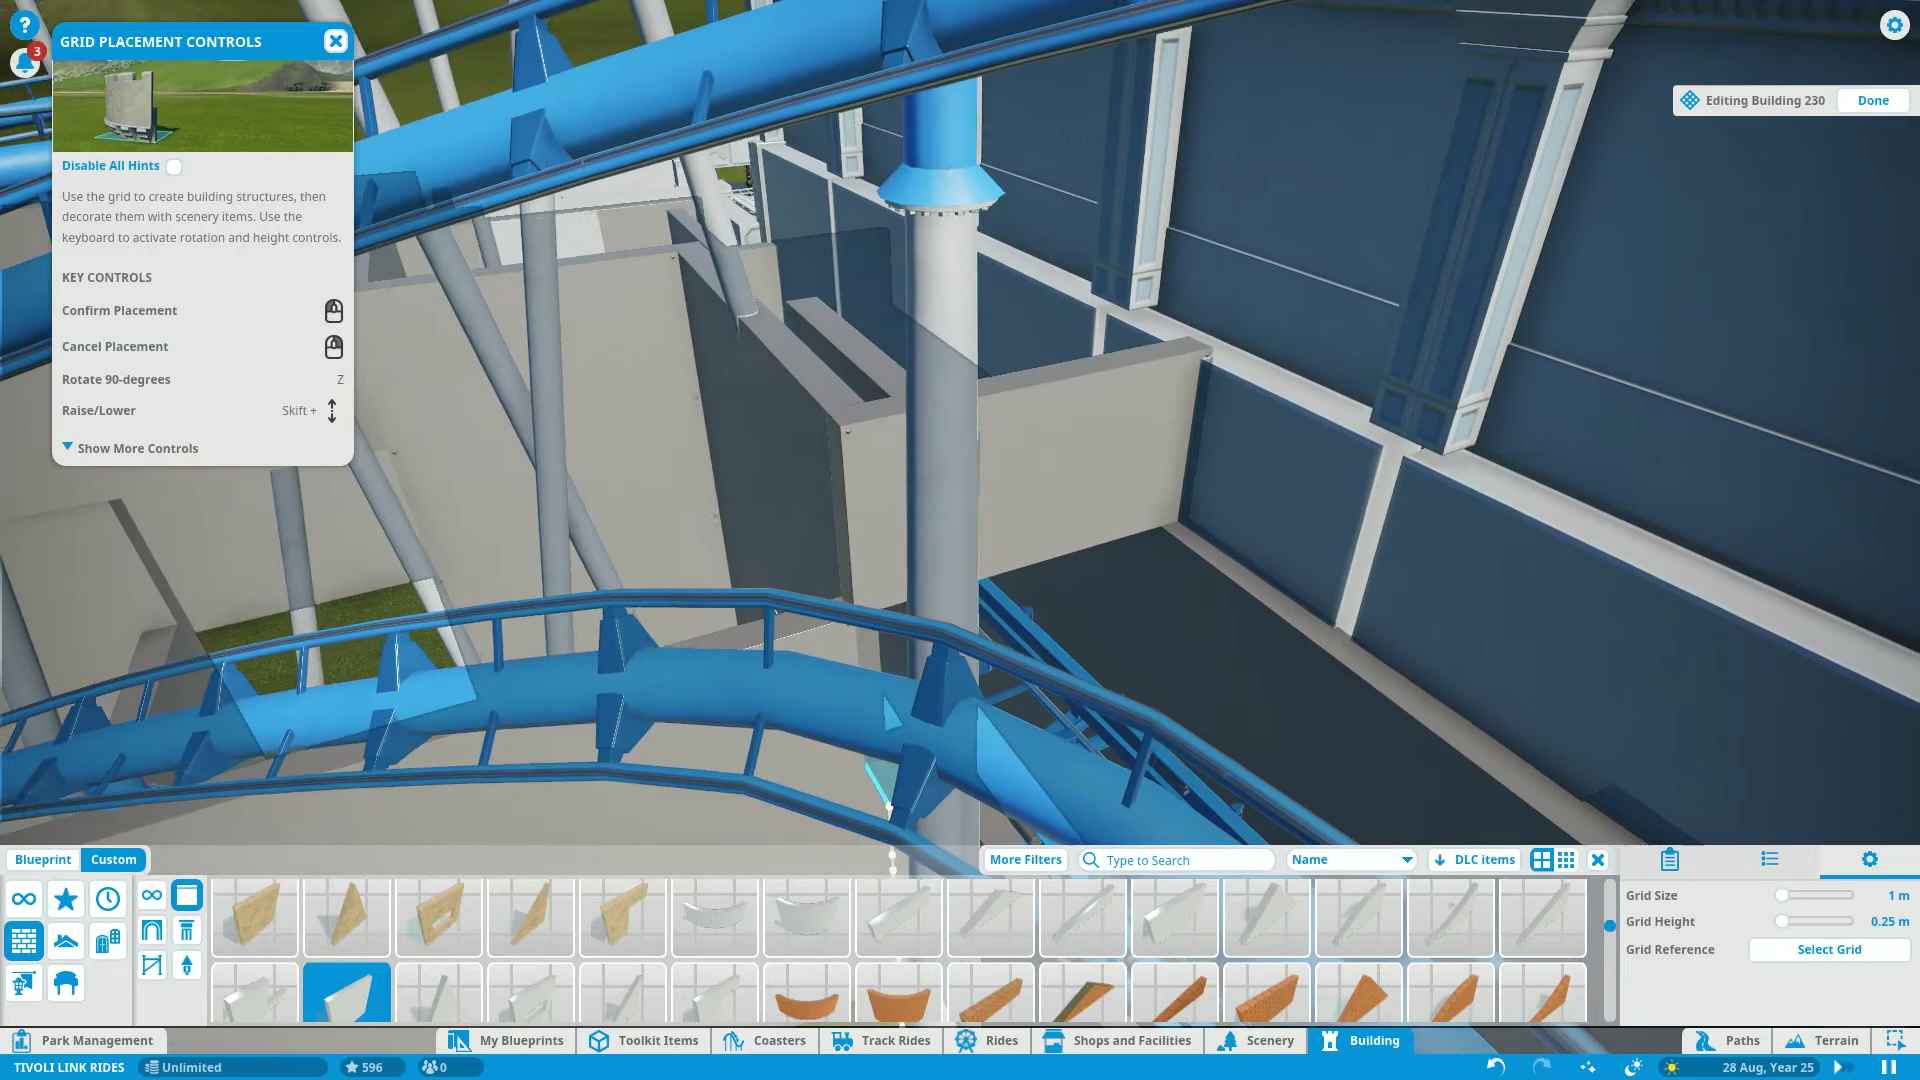 ?
3
GRID PLACEMENT CONTROLS
Disable All Hints
Use the grid to create building structures, then
decorate them with scenery items. Use the
keyboard to activate rotation and height controls.
KEY CONTROLS
Confirm Placement
Cancel Placement
Rotate 90-degrees Z
Raise/Lower Skift +
Show More Controls
Editing Building 230 Done
Blueprint Custom
More Filters Type to Search Name DLC items
Grid Size 1 m
Grid Height 0.25 m
Grid Reference Select Grid
Park Management My Blueprints Toolkit Items Coasters Track Rides Rides Shops and Facilities Scenery Building Paths Terrain
TIVOLI LINK RIDES Unlimited 596 0 28 Aug, Year 25